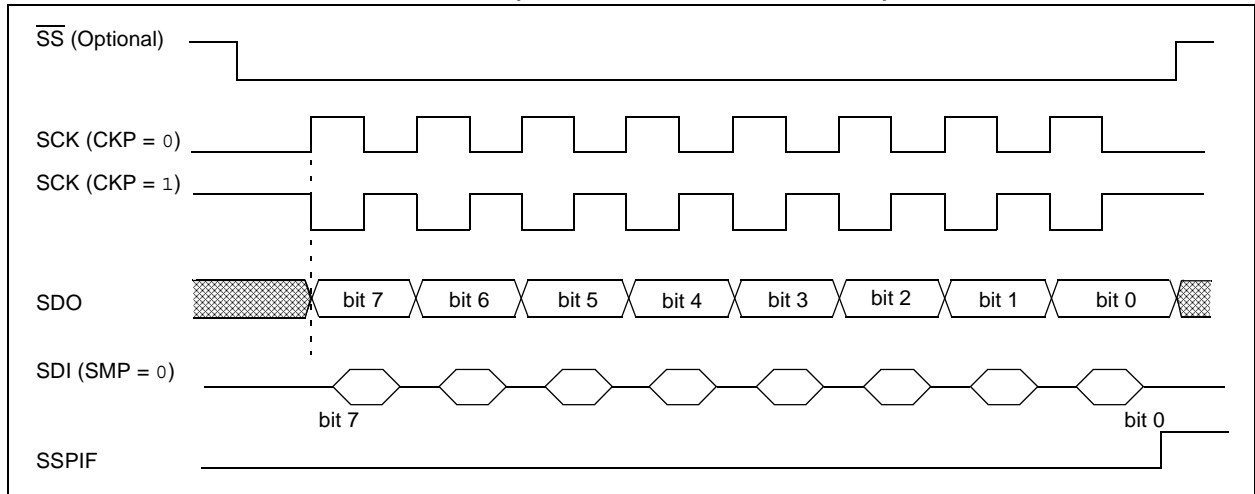 SS (Optional)
SCK (CKP = 0)
SCK (CKP = 1)
SDO
bit 7 bit 6 bit 5 bit 4 bit 3 bit 2 bit 1 bit 0
SDI (SMP = 0)
bit 7 bit 0
SSPIF